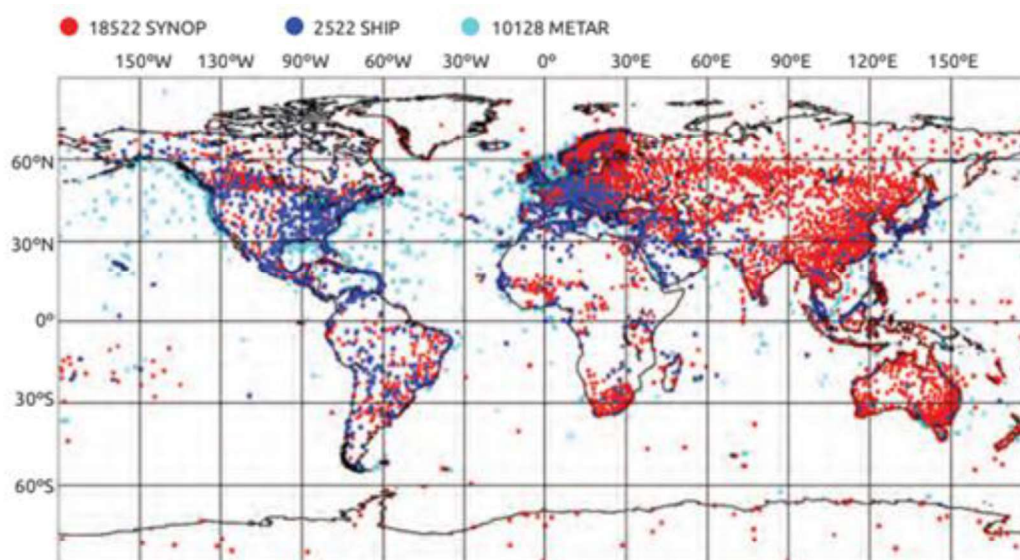 18522 SYNOP 2522 SHIP 10128 METAR
150ºW 130ºW 90ºW 60ºW 30ºW 0º 30ºE 60ºE 90ºE 120ºE 150ºE
60ºN
30ºN
0º
30ºS
60ºS